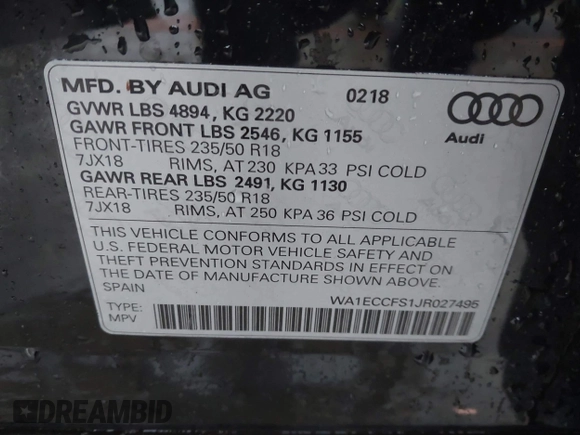 MFD. BY AUDI AG 0218
GVWR LBS 4894, KG 2220
GAWR FRONT LBS 2546, KG 1155
FRONT-TIRES 235/50 R18
7JX18 RIMS, AT 230 KPA 33 PSI COLD
GAWR REAR LBS 2491, KG 1130
REAR-TIRES 235/50 R18
7JX18 RIMS, AT 250 KPA 36 PSI COLD
Audi
THIS VEHICLE CONFORMS TO ALL APPLICABLE
U.S. FEDERAL MOTOR VEHICLE SAFETY AND
THEFT PREVENTION STANDARDS IN EFFECT ON
THE DATE OF MANUFACTURE SHOWN ABOVE.
SPAIN
WA1ECCFS1JR027495
TYPE:
MPV
DREAMBID